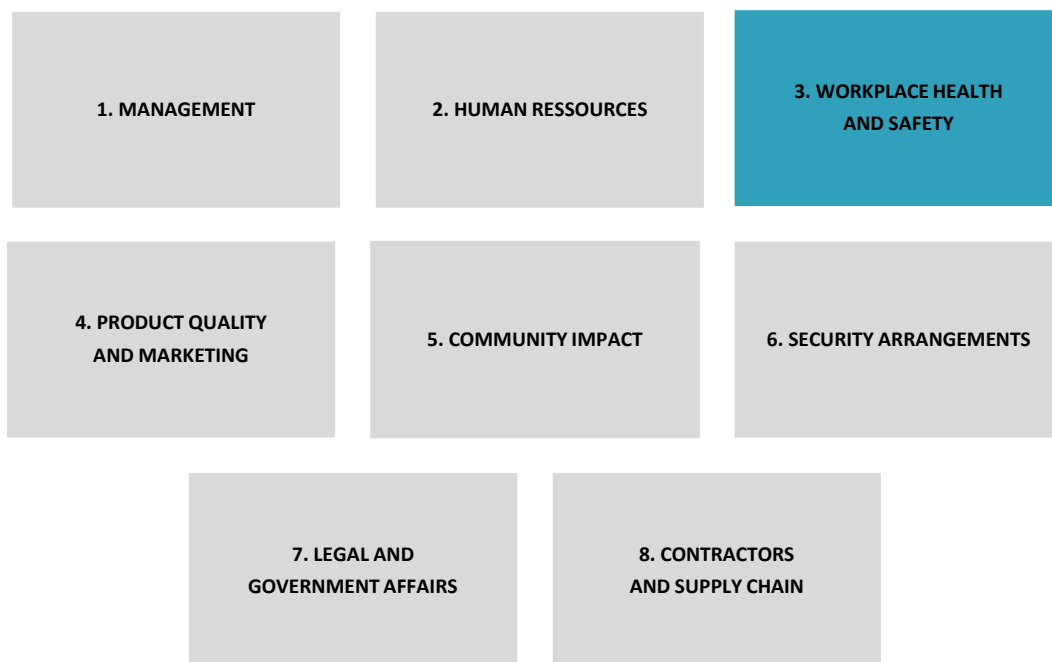 1. MANAGEMENT
2. HUMAN RESSOURCES
3. WORKPLACE HEALTH
AND SAFETY
4. PRODUCT QUALITY
AND MARKETING
5. COMMUNITY IMPACT
6. SECURITY ARRANGEMENTS
7. LEGAL AND
GOVERNMENT AFFAIRS
8. CONTRACTORS
AND SUPPLY CHAIN